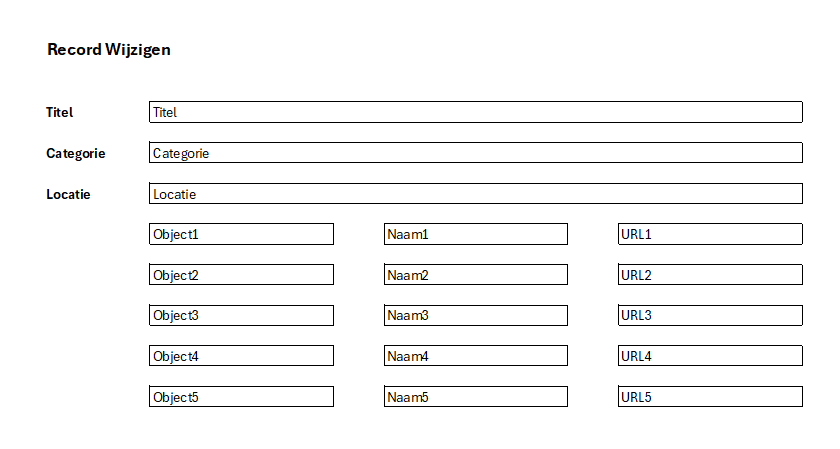 Record Wijzigen
Titel Titel
Categorie Categorie
Locatie Locatie
Object1 Naam1 URL1
Object2 Naam2 URL2
Object3 Naam3 URL3
Object4 Naam4 URL4
Object5 Naam5 URL5